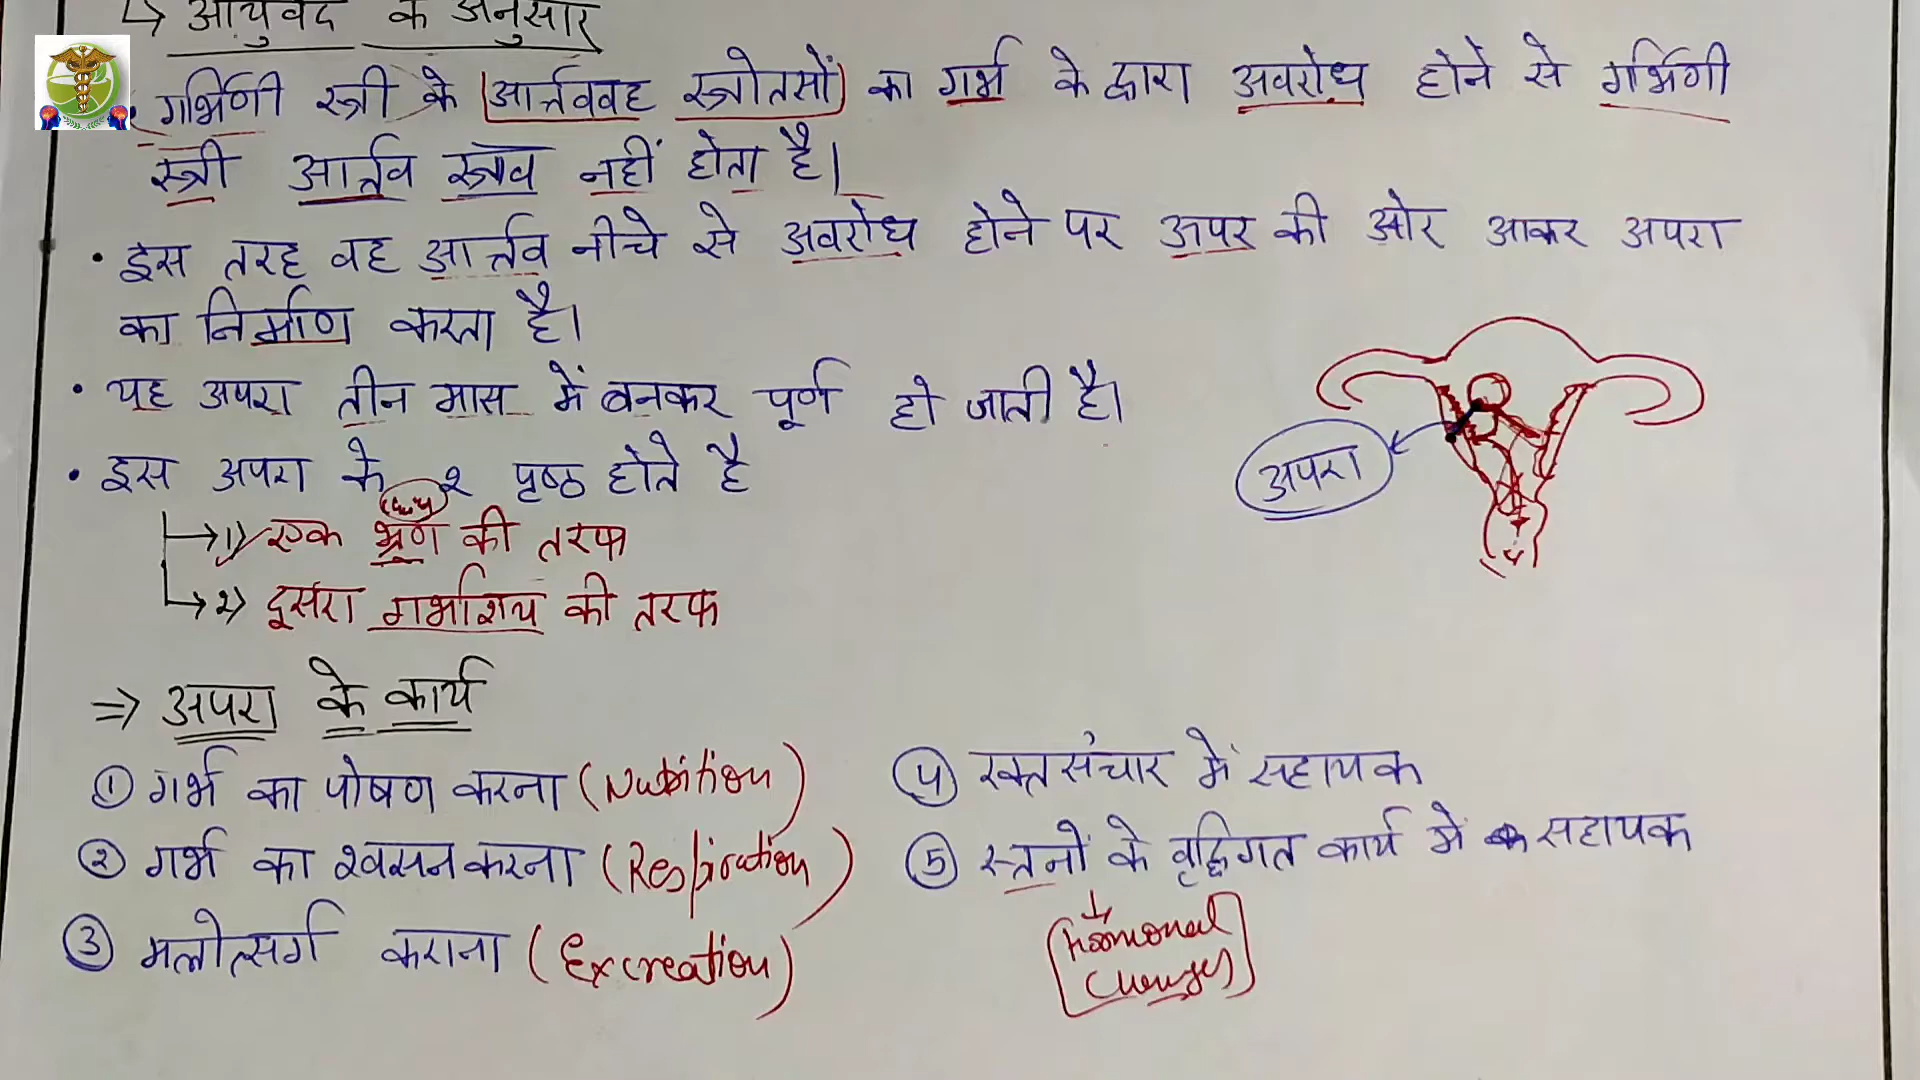 ↳ आयुर्वेद के अनुसार
गर्भिणी स्त्री के (आर्त्तववह स्त्रोतसों) का गर्भ के द्वारा अवरोध होने से गर्भिणी
स्त्री आर्त्तव स्त्राव नहीं होता है।
• इस तरह वह आर्त्तव नीचे से अवरोध होने पर ऊपर की ओर आकर अपरा
का निर्माण करता है।
• यह अपरा तीन मास में बनकर पूर्ण हो जाती है।
• इस अपरा के २ पृष्ठ होते है
→ 1) एक भ्रूण की तरफ
→ २) दूसरा गर्भाशय की तरफ
अपरा
⇒ अपरा के कार्य
① गर्भ का पोषण करना (Nutrition)
② गर्भ का श्वसन करना (Respiration)
③ मलोत्सर्ग कराना (Excreation)
④ रक्तसंचार में सहायक
⑤ स्तनों के वृद्धिगत कार्य में सहायक
↓
[Hormonal
Changes]